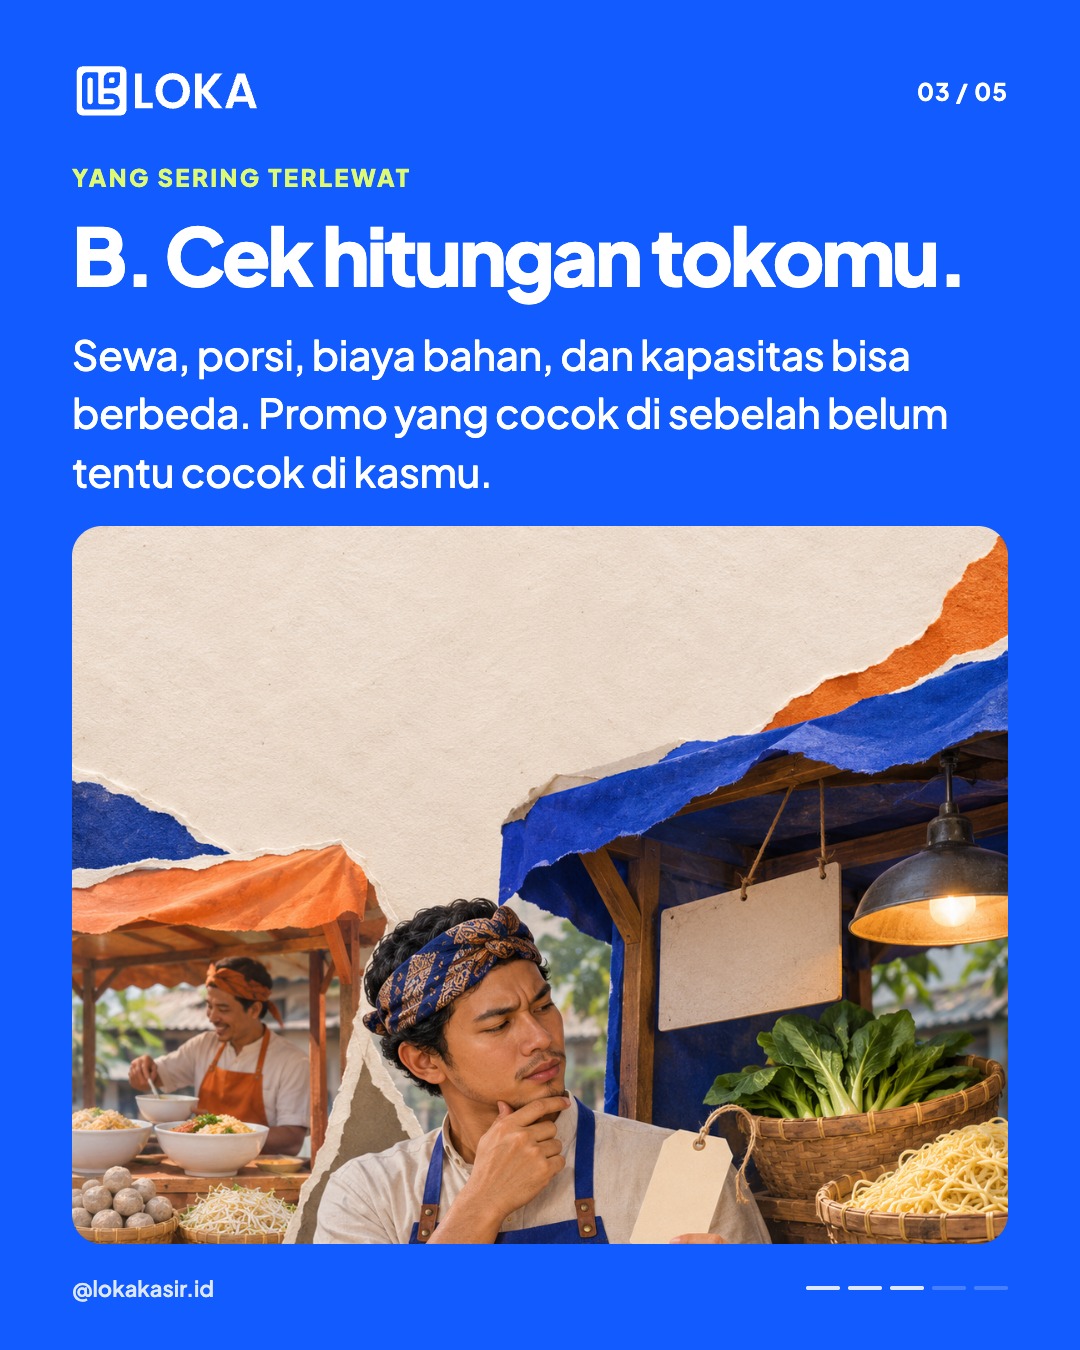 LOKA
03 / 05
YANG SERING TERLEWAT
B. Cek hitungan tokomu.
Sewa, porsi, biaya bahan, dan kapasitas bisa
berbeda. Promo yang cocok di sebelah belum
tentu cocok di kasmu.
@lokakasir.id